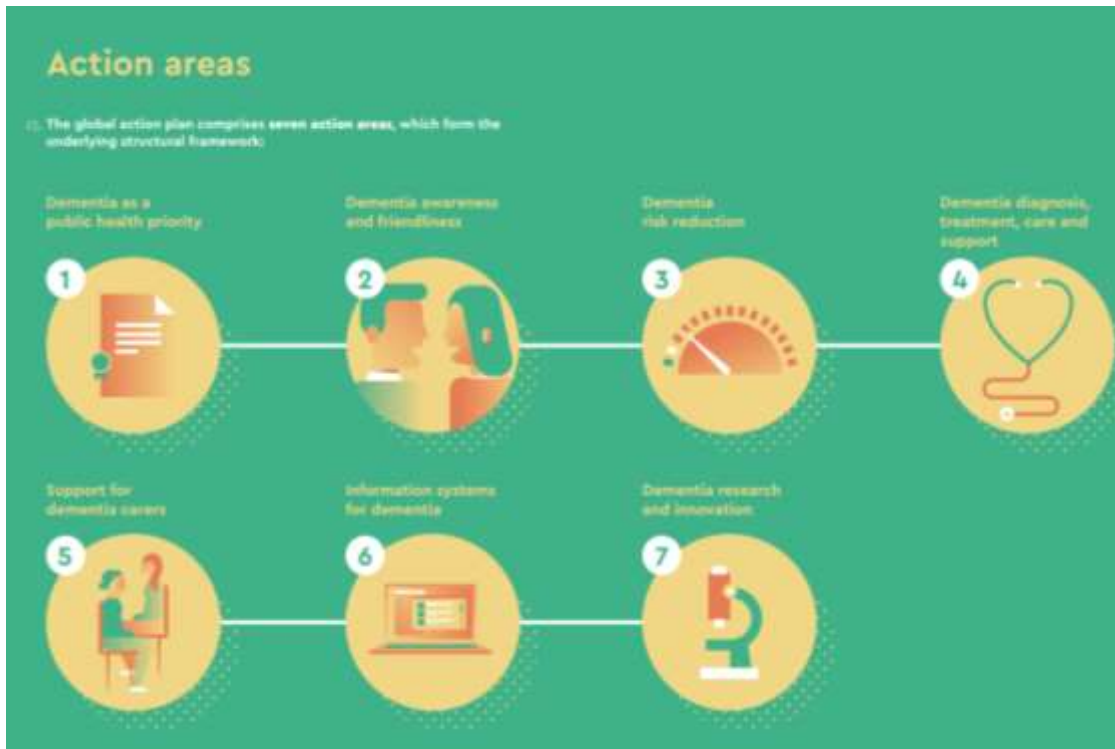 Action areas
The global action plan comprises seven action areas, which form the
underlying structural framework:
Dementia as a
public health priority
1
Dementia awareness
and friendliness
2
Dementia
risk reduction
3
Dementia diagnosis,
treatment, care and
support
4
Support for
dementia carers
5
Information systems
for dementia
6
Dementia research
and innovation
7